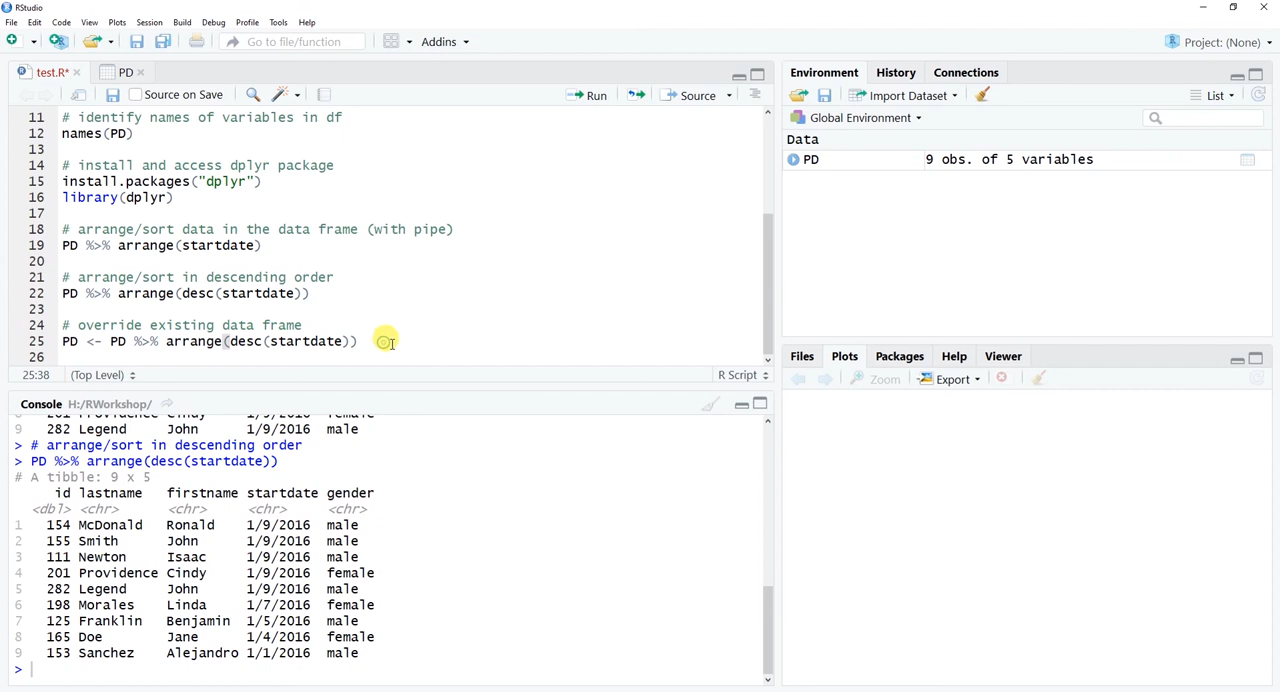 RStudio
File Edit Code View Plots Session Build Debug Profile Tools Help
Go to file/function Addins Project: (None)
test.R* PD
Source on Save Run Source
11 # identify names of variables in df
12 names(PD)
13
14 # install and access dplyr package
15 install.packages("dplyr")
16 library(dplyr)
17
18 # arrange/sort data in the data frame (with pipe)
19 PD %>% arrange(startdate)
20
21 # arrange/sort in descending order
22 PD %>% arrange(desc(startdate))
23
24 # override existing data frame
25 PD <- PD %>% arrange(desc(startdate))
26
25:38 (Top Level) R Script
Console H:/RWorkshop/
8 201 Providence Cindy 1/9/2016 female
9 282 Legend John 1/9/2016 male
> # arrange/sort in descending order
> PD %>% arrange(desc(startdate))
# A tibble: 9 x 5
id lastname firstname startdate gender
<dbl> <chr> <chr> <chr> <chr>
1 154 McDonald Ronald 1/9/2016 male
2 155 Smith John 1/9/2016 male
3 111 Newton Isaac 1/9/2016 male
4 201 Providence Cindy 1/9/2016 female
5 282 Legend John 1/9/2016 male
6 198 Morales Linda 1/7/2016 female
7 125 Franklin Benjamin 1/5/2016 male
8 165 Doe Jane 1/4/2016 female
9 153 Sanchez Alejandro 1/1/2016 male
>
Environment History Connections
Import Dataset List
Global Environment
Data
PD 9 obs. of 5 variables
Files Plots Packages Help Viewer
Zoom Export